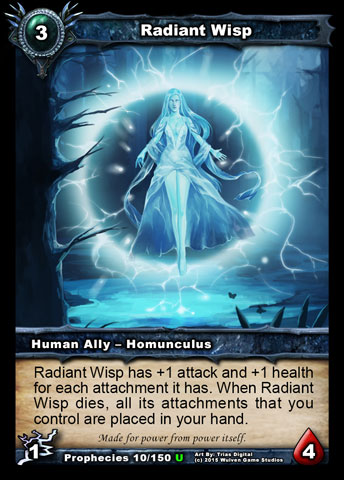 3
Radiant Wisp
Human Ally – Homunculus
Radiant Wisp has +1 attack and +1 health
for each attachment it has. When Radiant
Wisp dies, all its attachments that you
control are placed in your hand.
Made for power from power itself.
1
Prophecies 10/150 U
Art By: Trias Digital
(c) 2015 Wulven Game Studios
4